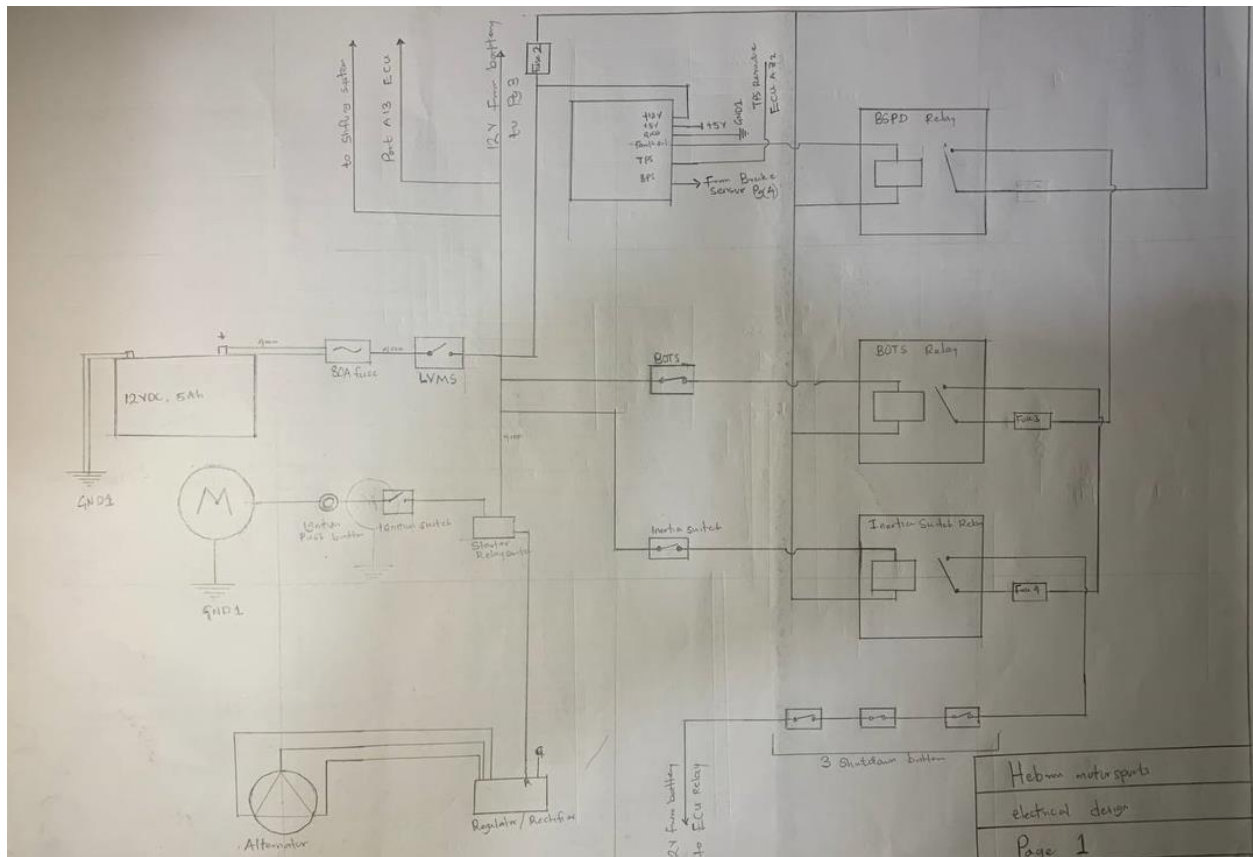 to Shifting system
Port A13 ECU
12V From battery
to Pg 3
Fuse 2
+12V
+5V
GND
TPS
BPS
+5V
GND1
TPS
ECU A
From Brake
Sensor Pg(4)
BSPD Relay
+
80A fuse
LVMS
12VDC, 5Ah
GND1
BOTS
BOTS Relay
Fuse 3
M
GND1
Ignition
Push button
Ignition switch
Starter
Relay
Inertia switch
Inertia Switch Relay
Fuse 4
Alternator
Regulator/Rectifier
12V From battery
to ECU Relay
3 Shutdown button
Hebron motorsports
electrical design
Page 1